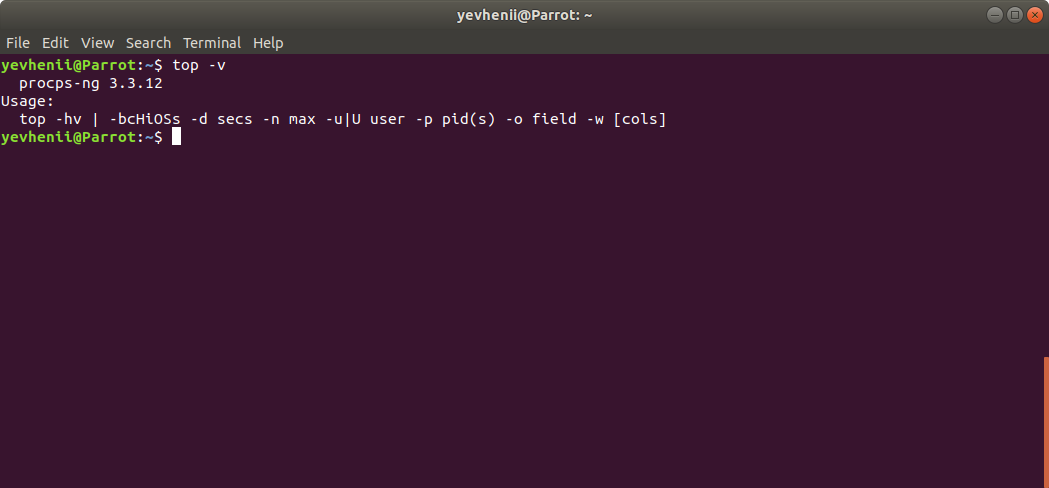 yevhenii@Parrot: ~
File Edit View Search Terminal Help
yevhenii@Parrot:~$ top -v
  procps-ng 3.3.12
Usage:
  top -hv | -bcHiOSs -d secs -n max -u|U user -p pid(s) -o field -w [cols]
yevhenii@Parrot:~$